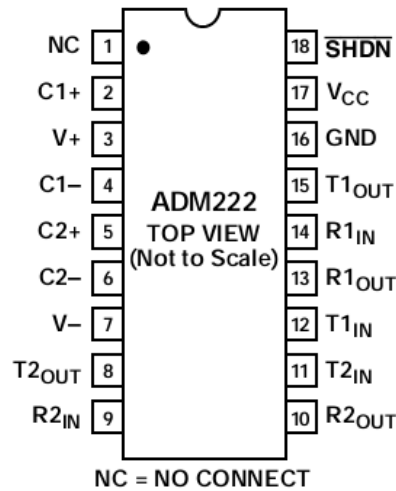 NC 1 18 SHDN
C1+ 2 17 VCC
V+ 3 16 GND
C1– 4 15 T1OUT
C2+ 5 14 R1IN
C2– 6 13 R1OUT
V– 7 12 T1IN
T2OUT 8 11 T2IN
R2IN 9 10 R2OUT
ADM222
TOP VIEW
(Not to Scale)
NC = NO CONNECT